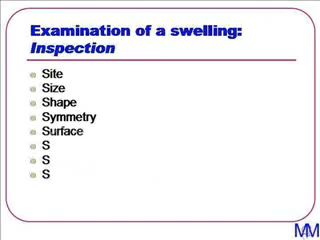 Examination of a swelling:
Inspection
Site
Size
Shape
Symmetry
Surface
S
S
S
MM